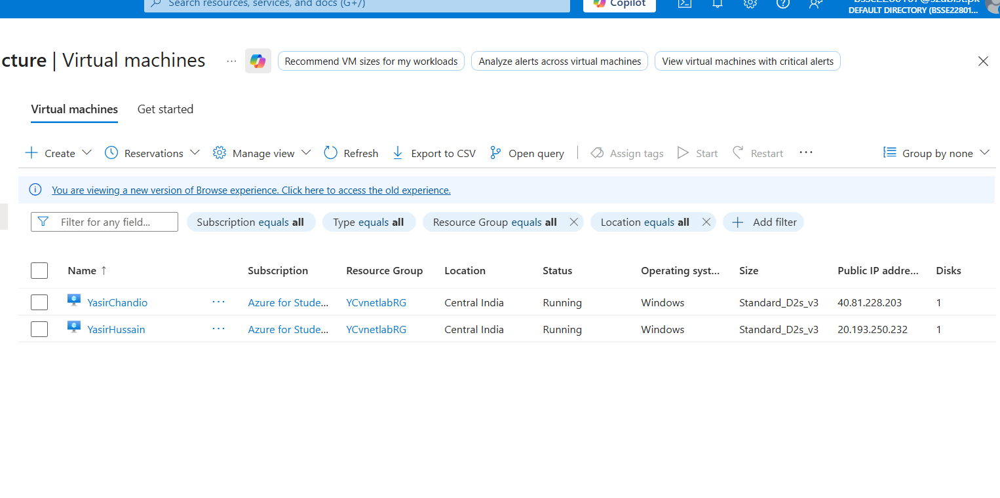 Search resources, services, and docs (G+/)
Copilot
DEFAULT DIRECTORY (BSSE22801...
cture | Virtual machines ...
Recommend VM sizes for my workloads
Analyze alerts across virtual machines
View virtual machines with critical alerts
Virtual machines Get started
Create Reservations Manage view Refresh Export to CSV Open query Assign tags Start Restart ... Group by none
You are viewing a new version of Browse experience. Click here to access the old experience.
Filter for any field... Subscription equals all Type equals all Resource Group equals all Location equals all Add filter
Name ↑ Subscription Resource Group Location Status Operating syst... Size Public IP addre... Disks
YasirChandio ... Azure for Stude... YCvnetlabRG Central India Running Windows Standard_D2s_v3 40.81.228.203 1
YasirHussain ... Azure for Stude... YCvnetlabRG Central India Running Windows Standard_D2s_v3 20.193.250.232 1